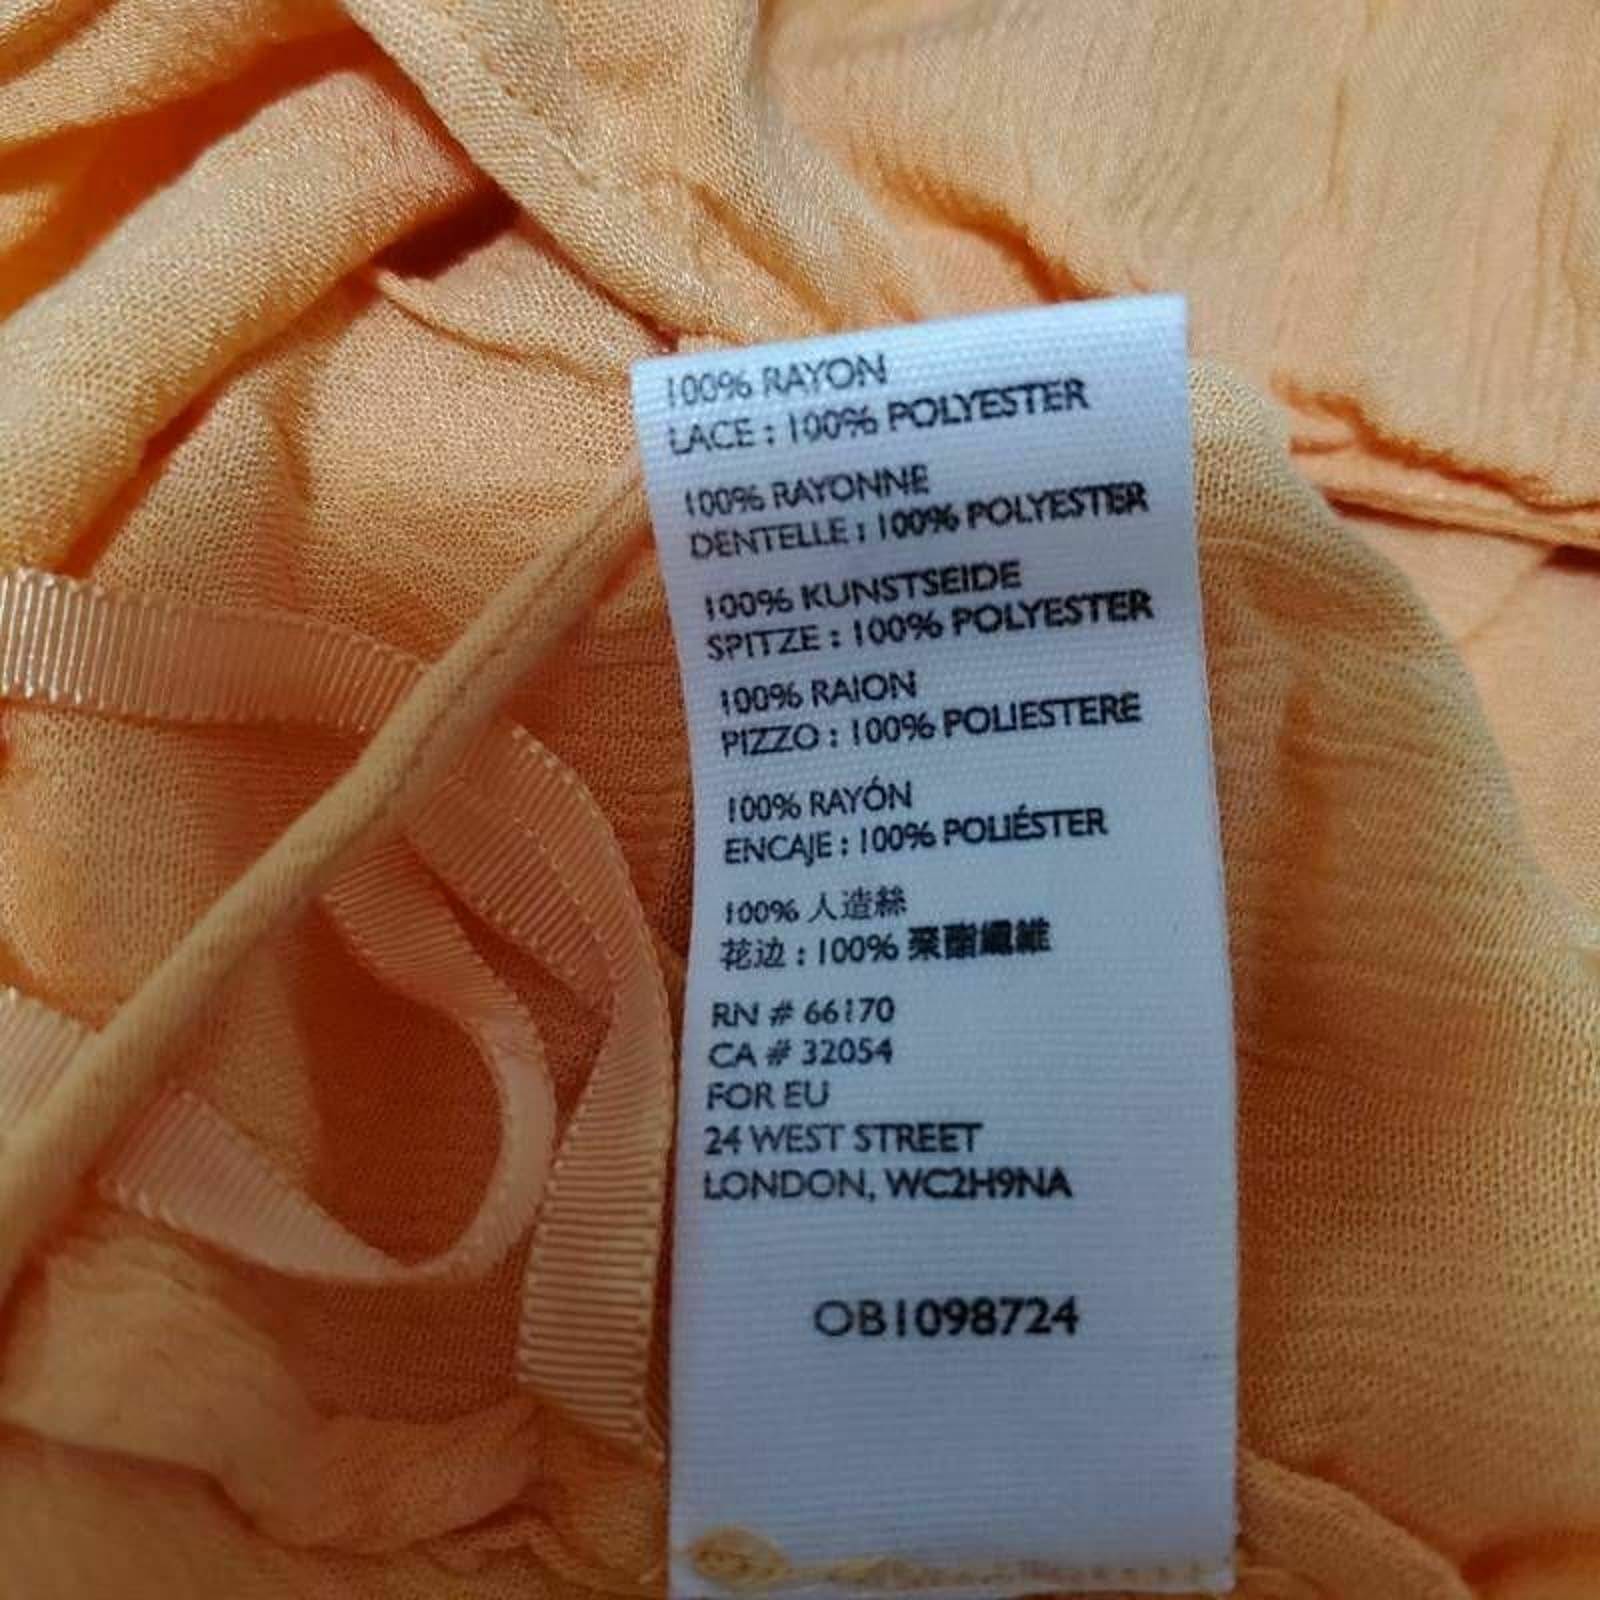 100% RAYON
LACE : 100% POLYESTER
100% RAYONNE
DENTELLE : 100% POLYESTER
100% KUNSTSEIDE
SPITZE : 100% POLYESTER
100% RAION
PIZZO : 100% POLIESTERE
100% RAYÓN
ENCAJE : 100% POLIÉSTER
100% 人造絲
花边 : 100% 聚酯纖維
RN # 66170
CA # 32054
FOR EU
24 WEST STREET
LONDON, WC2H9NA
OB1098724